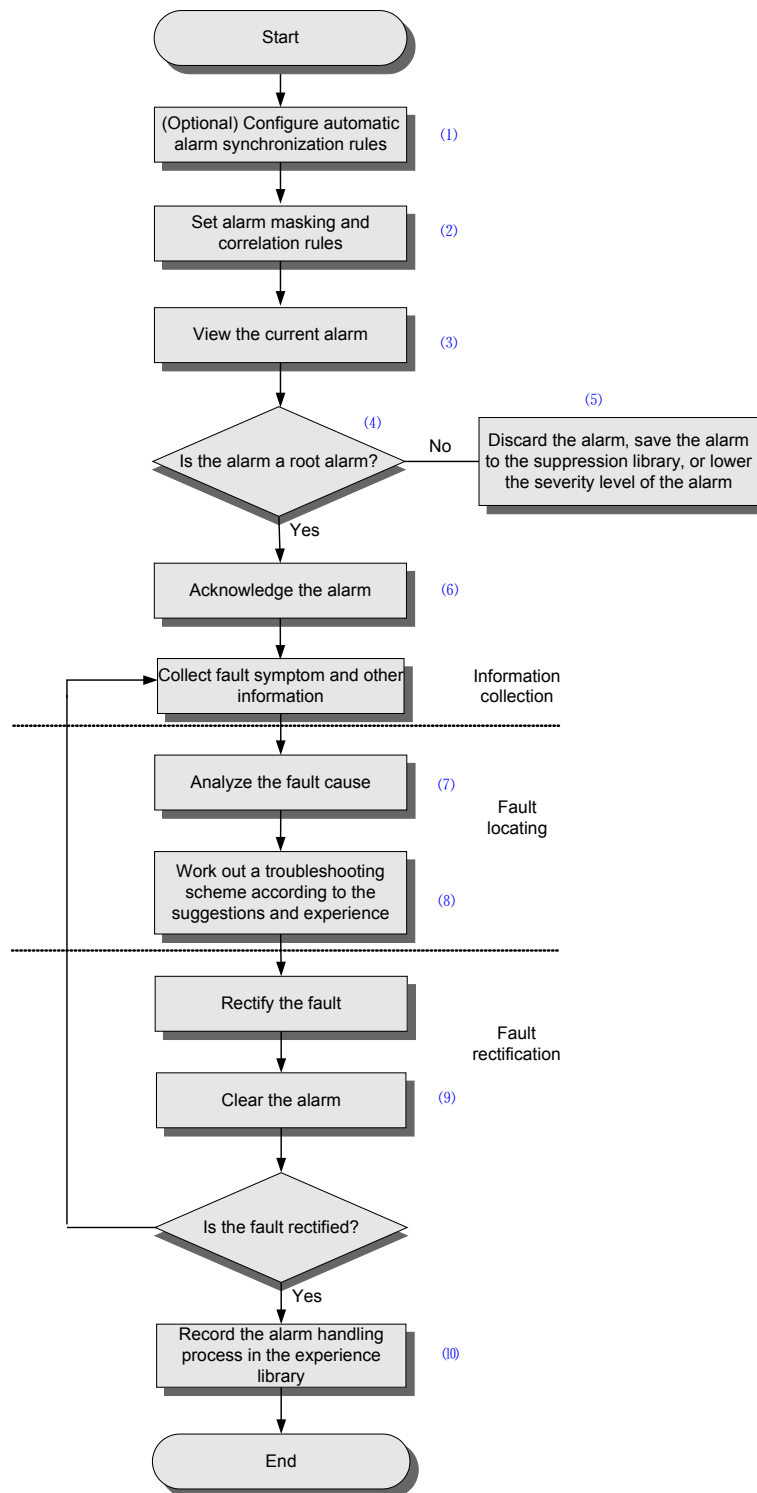 Start
(Optional) Configure automatic
alarm synchronization rules
(1)
Set alarm masking and
correlation rules
(2)
View the current alarm
(3)
(4)
Is the alarm a root alarm?
No
(5)
Discard the alarm, save the alarm
to the suppression library, or lower
the severity level of the alarm
Yes
Acknowledge the alarm
(6)
Collect fault symptom and other
information
Information
collection
Analyze the fault cause
(7)
Fault
locating
Work out a troubleshooting
scheme according to the
suggestions and experience
(8)
Rectify the fault
Fault
rectification
Clear the alarm
(9)
Is the fault rectified?
Yes
Record the alarm handling
process in the experience
library
(10)
End